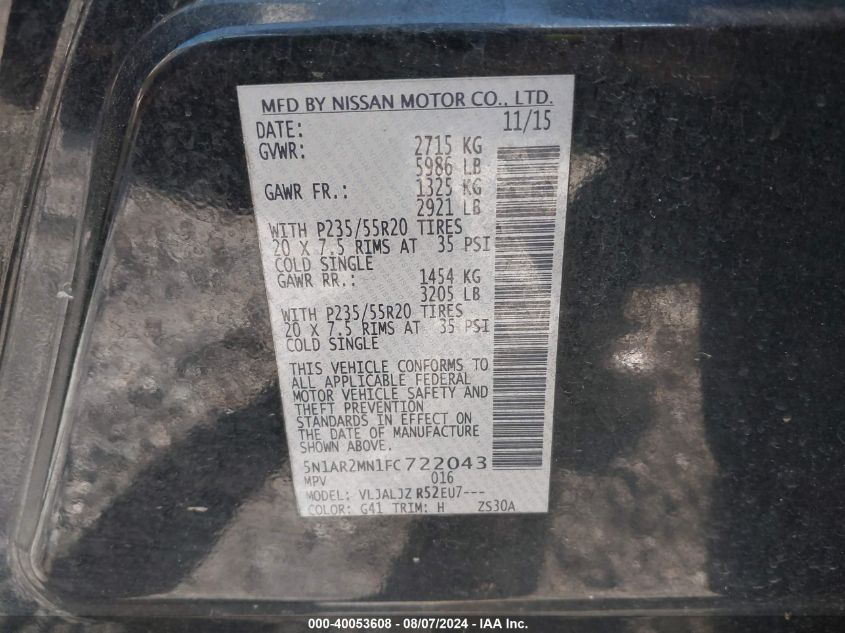 MFD BY NISSAN MOTOR CO., LTD.
DATE: 11/15
GVWR: 2715 KG
5986 LB
GAWR FR.: 1325 KG
2921 LB
WITH P235/55R20 TIRES
20 X 7.5 RIMS AT 35 PSI
COLD SINGLE
GAWR RR.: 1454 KG
3205 LB
WITH P235/55R20 TIRES
20 X 7.5 RIMS AT 35 PSI
COLD SINGLE
THIS VEHICLE CONFORMS TO
ALL APPLICABLE FEDERAL
MOTOR VEHICLE SAFETY AND
THEFT PREVENTION
STANDARDS IN EFFECT ON
THE DATE OF MANUFACTURE
SHOWN ABOVE.
5N1AR2MN1FC722043
MPV 016
MODEL: VLJALJZ R52EU7---
COLOR: G41 TRIM: H ZS30A
000-40053608 - 08/07/2024 - IAA Inc.